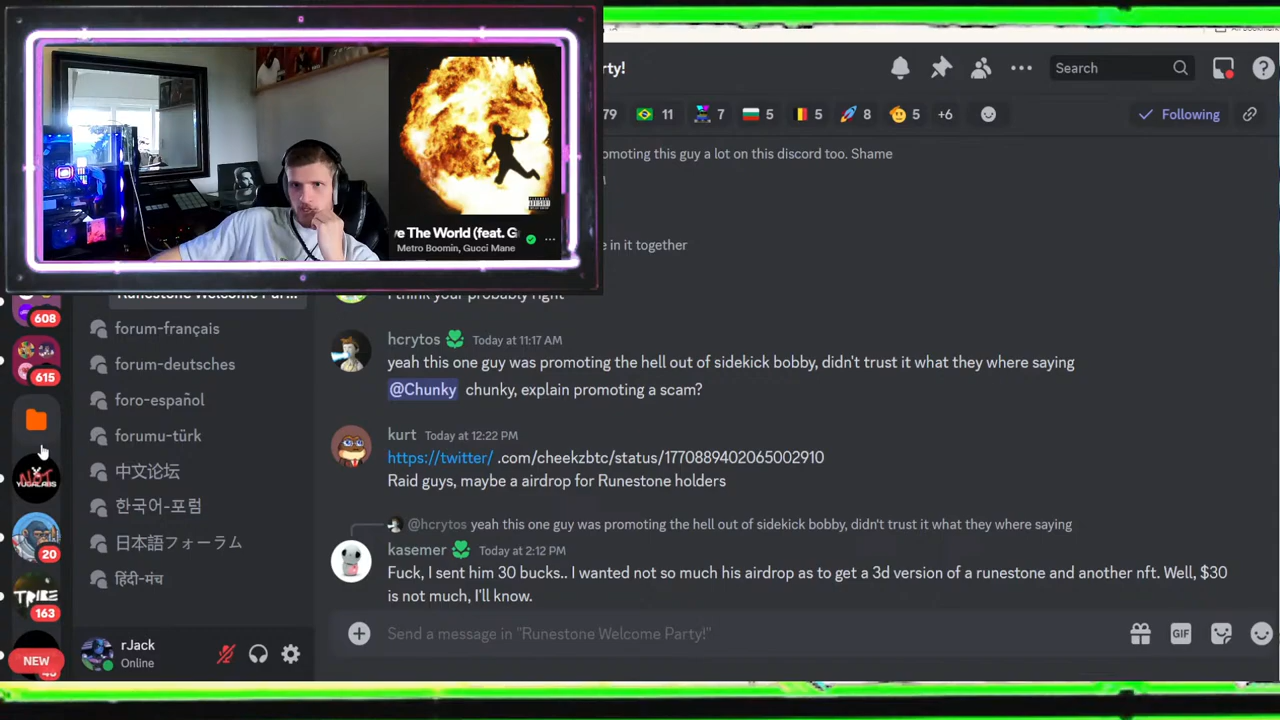 rty!
Search
79
11
7
5
5
8
5
+6
Following
omoting this guy a lot on this discord too. Shame
e in it together
ve The World (feat. G
Metro Boomin, Gucci Mane
I think your probably right
Runestone Welcome Par...
608
forum-français
hcrytos Today at 11:17 AM
forum-deutsches
yeah this one guy was promoting the hell out of sidekick bobby, didn't trust it what they where saying
615
@Chunky chunky, explain promoting a scam?
foro-español
forumu-türk
kurt Today at 12:22 PM
https://twitter/ .com/cheekzbtc/status/1770889402065002910
中文论坛
Raid guys, maybe a airdrop for Runestone holders
NOT
YUGALABS
한국어-포럼
@hcrytos yeah this one guy was promoting the hell out of sidekick bobby, didn't trust it what they where saying
日本語フォーラム
20
kasemer Today at 2:12 PM
हिंदी-मंच
Fuck, I sent him 30 bucks.. I wanted not so much his airdrop as to get a 3d version of a runestone and another nft. Well, $30
is not much, I'll know.
TRIBE
163
rJack
Online
Send a message in "Runestone Welcome Party!"
GIF
NEW